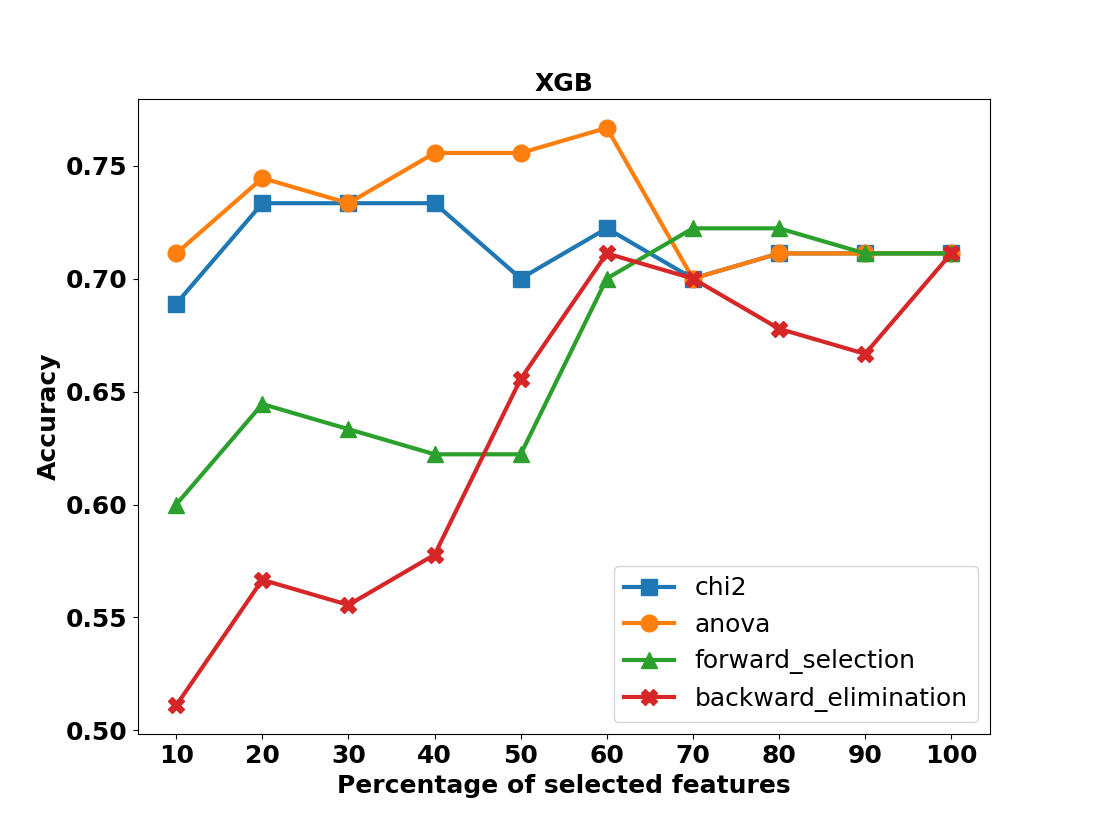 XGB
Accuracy
0.75
0.70
0.65
0.60
0.55
0.50
chi2
anova
forward_selection
backward_elimination
10 20 30 40 50 60 70 80 90 100
Percentage of selected features